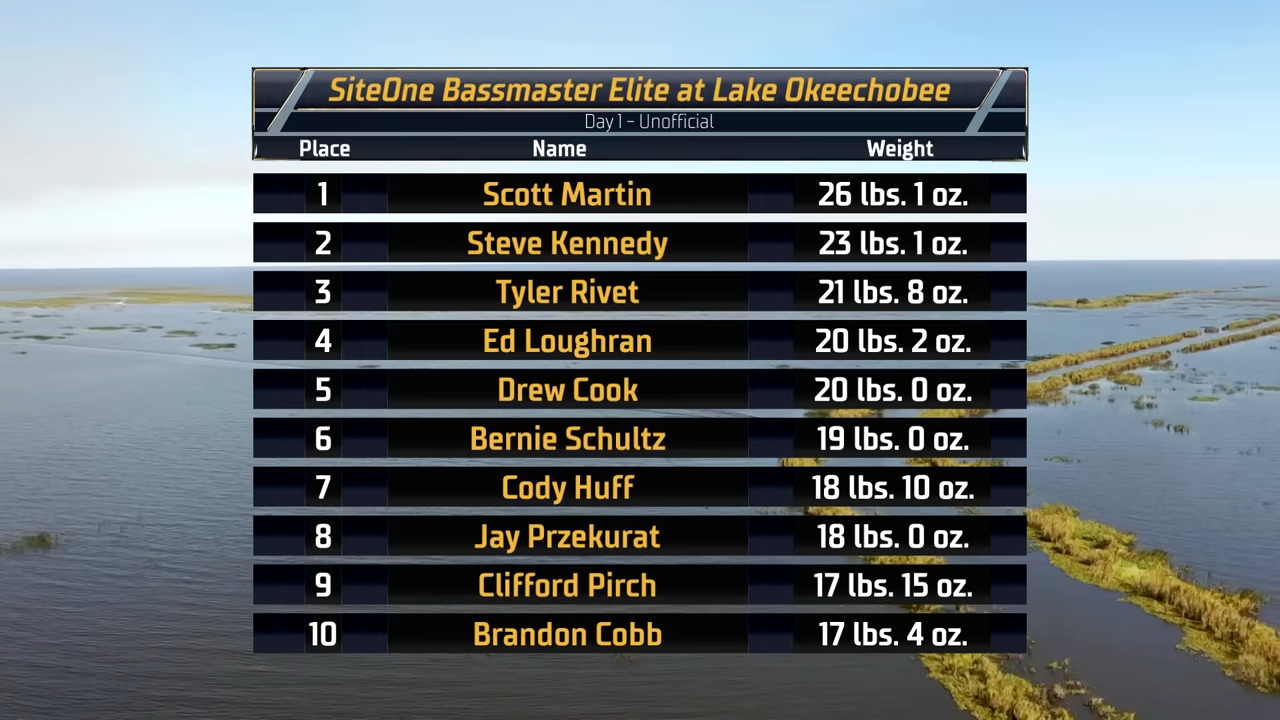 SiteOne Bassmaster Elite at Lake Okeechobee
Day 1 - Unofficial
Place Name Weight
1 Scott Martin 26 lbs. 1 oz.
2 Steve Kennedy 23 lbs. 1 oz.
3 Tyler Rivet 21 lbs. 8 oz.
4 Ed Loughran 20 lbs. 2 oz.
5 Drew Cook 20 lbs. 0 oz.
6 Bernie Schultz 19 lbs. 0 oz.
7 Cody Huff 18 lbs. 10 oz.
8 Jay Przekurat 18 lbs. 0 oz.
9 Clifford Pirch 17 lbs. 15 oz.
10 Brandon Cobb 17 lbs. 4 oz.